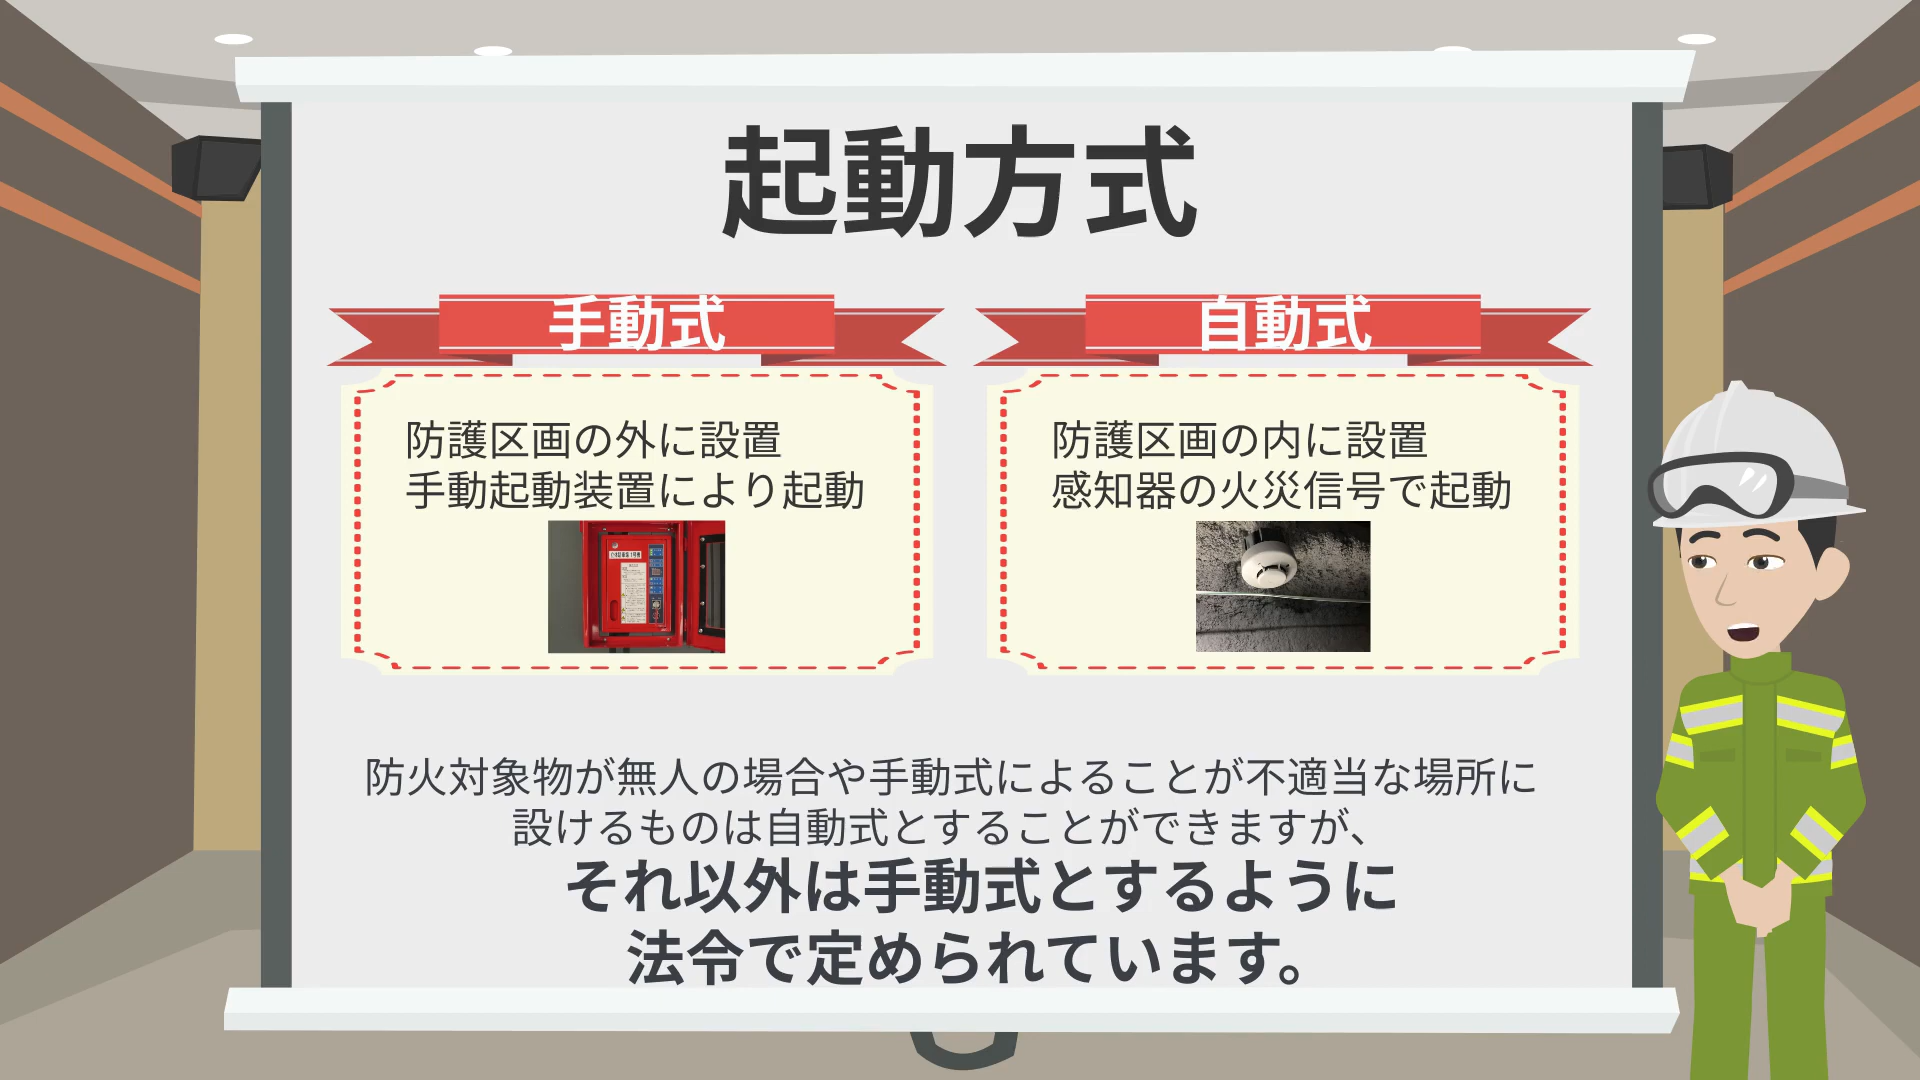 起動方式
手動式
防護区画の外に設置
手動起動装置により起動
自動式
防護区画の内に設置
感知器の火災信号で起動
防火対象物が無人の場合や手動式によることが不適当な場所に
設けるものは自動式とすることができますが、
それ以外は手動式とするように
法令で定められています。